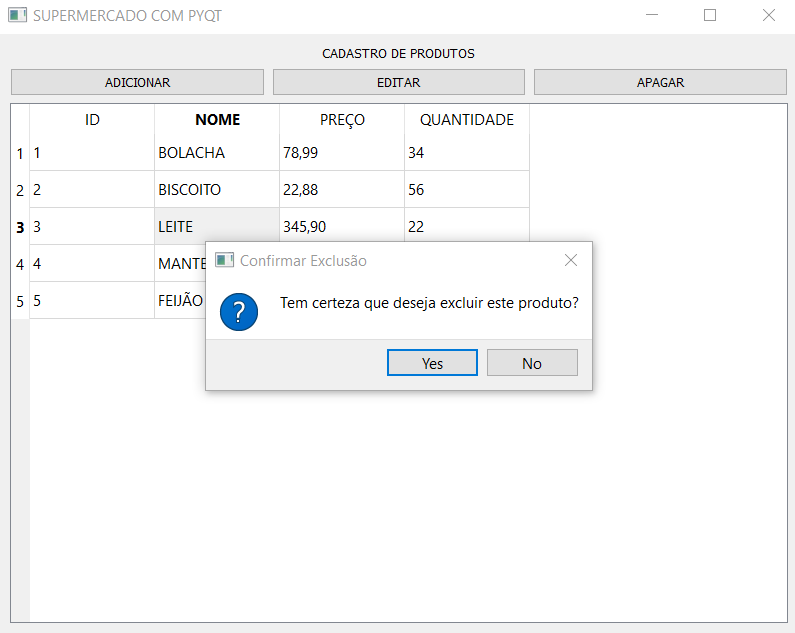 SUPERMERCADO COM PYQT
CADASTRO DE PRODUTOS
ADICIONAR EDITAR APAGAR
ID NOME PREÇO QUANTIDADE
1 1 BOLACHA 78,99 34
2 2 BISCOITO 22,88 56
3 3 LEITE 345,90 22
4 4 MANTE
5 5 FEIJÃO
Confirmar Exclusão
? Tem certeza que deseja excluir este produto?
Yes No